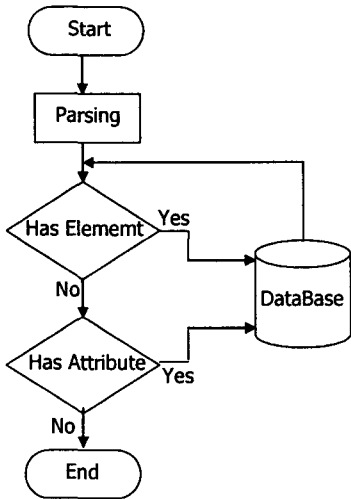 Start
Parsing
Has Elememt
Yes
DataBase
No
Has Attribute
Yes
No
End